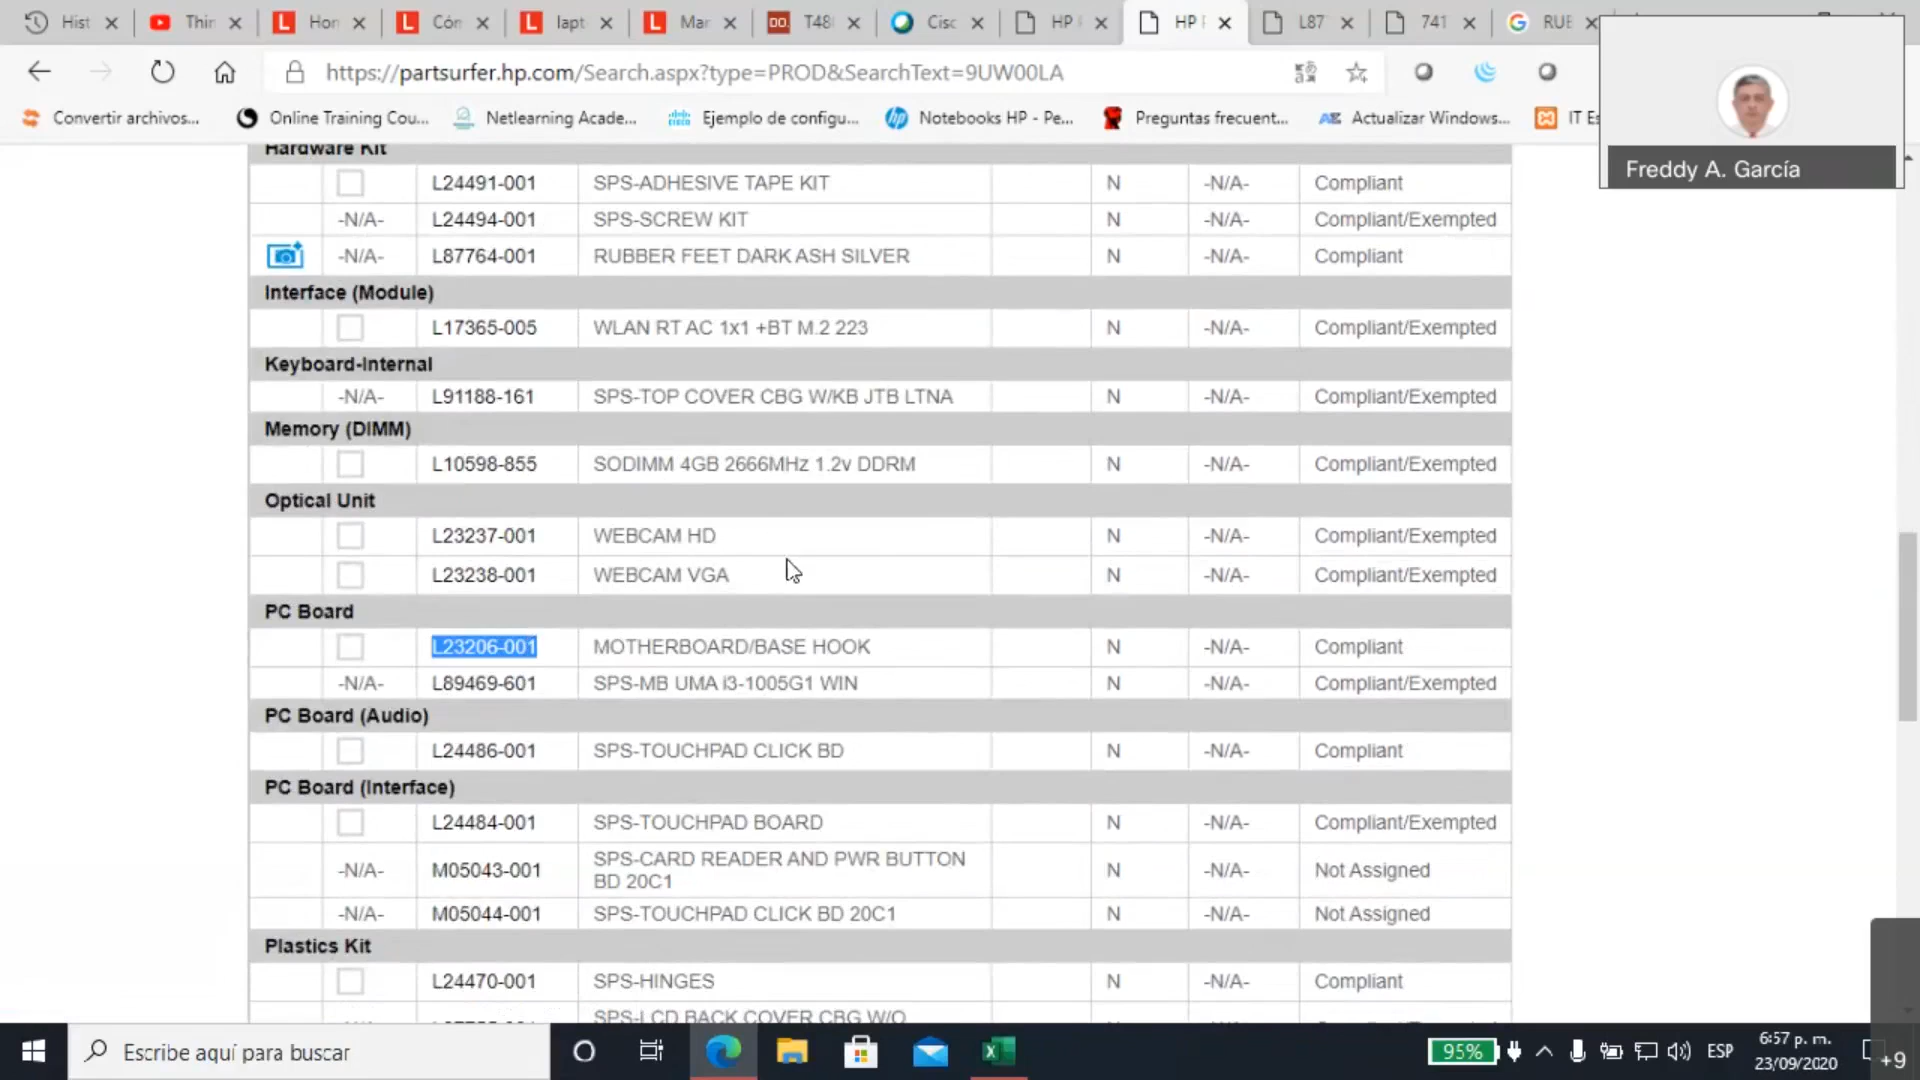 Hist
Thir
Hor
Cón
lapt
Mar
DO.
T48
Cisc
HP
HP
L87
741
RUB
https://partsurfer.hp.com/Search.aspx?type=PROD&SearchText=9UW00LA
Convertir archivos...
Online Training Cou...
Netlearning Acade...
Ejemplo de configu...
Notebooks HP - Pe...
Preguntas frecuent...
Actualizar Windows...
IT Es
Freddy A. García
Hardware Kit
L24491-001 SPS-ADHESIVE TAPE KIT N -N/A- Compliant
-N/A- L24494-001 SPS-SCREW KIT N -N/A- Compliant/Exempted
-N/A- L87764-001 RUBBER FEET DARK ASH SILVER N -N/A- Compliant
Interface (Module)
L17365-005 WLAN RT AC 1x1 +BT M.2 223 N -N/A- Compliant/Exempted
Keyboard-Internal
-N/A- L91188-161 SPS-TOP COVER CBG W/KB JTB LTNA N -N/A- Compliant/Exempted
Memory (DIMM)
L10598-855 SODIMM 4GB 2666MHz 1.2v DDRM N -N/A- Compliant/Exempted
Optical Unit
L23237-001 WEBCAM HD N -N/A- Compliant/Exempted
L23238-001 WEBCAM VGA N -N/A- Compliant/Exempted
PC Board
L23206-001 MOTHERBOARD/BASE HOOK N -N/A- Compliant
-N/A- L89469-601 SPS-MB UMA i3-1005G1 WIN N -N/A- Compliant/Exempted
PC Board (Audio)
L24486-001 SPS-TOUCHPAD CLICK BD N -N/A- Compliant
PC Board (Interface)
L24484-001 SPS-TOUCHPAD BOARD N -N/A- Compliant/Exempted
-N/A- M05043-001 SPS-CARD READER AND PWR BUTTON N -N/A- Not Assigned
BD 20C1
-N/A- M05044-001 SPS-TOUCHPAD CLICK BD 20C1 N -N/A- Not Assigned
Plastics Kit
L24470-001 SPS-HINGES N -N/A- Compliant
SPS-LCD BACK COVER CBG W/O
Escribe aquí para buscar
95%
ESP
6:57 p. m.
23/09/2020
+9